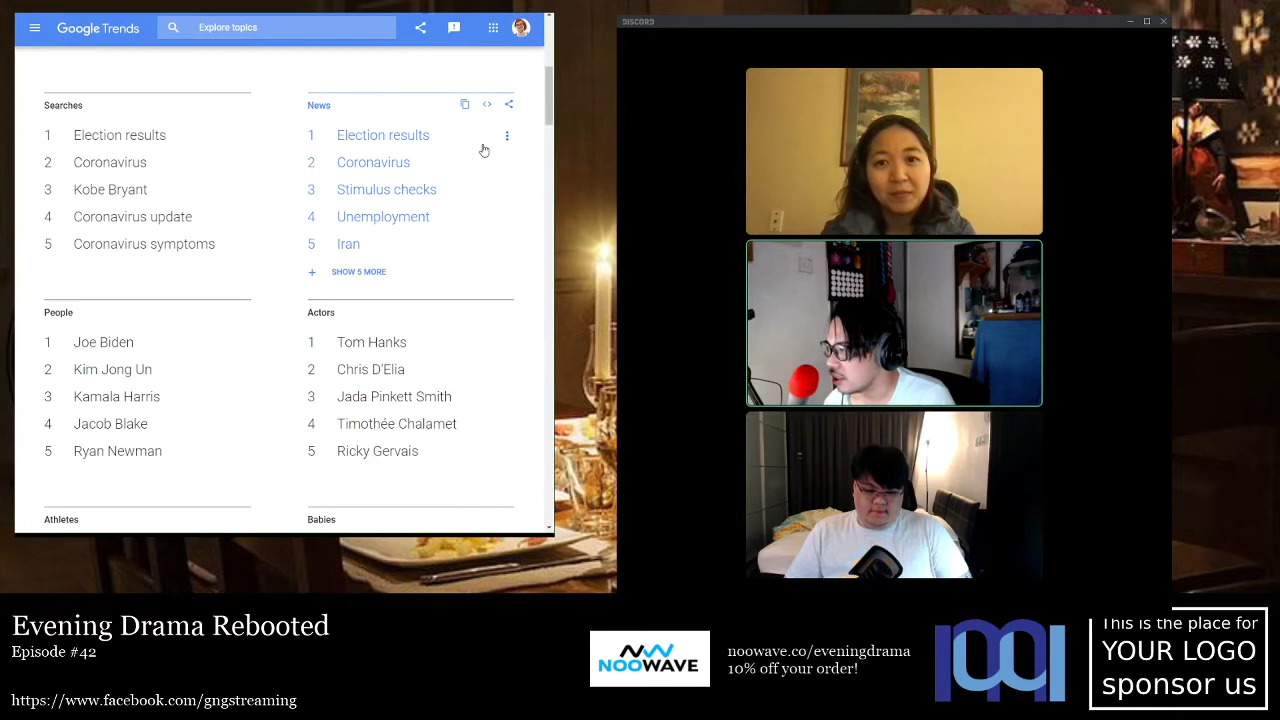 Google Trends
Explore topics
Searches
1 Election results
2 Coronavirus
3 Kobe Bryant
4 Coronavirus update
5 Coronavirus symptoms
News
1 Election results
2 Coronavirus
3 Stimulus checks
4 Unemployment
5 Iran
+ SHOW 5 MORE
People
1 Joe Biden
2 Kim Jong Un
3 Kamala Harris
4 Jacob Blake
5 Ryan Newman
Actors
1 Tom Hanks
2 Chris D'Elia
3 Jada Pinkett Smith
4 Timothée Chalamet
5 Ricky Gervais
Athletes
Babies
DISCORD
Evening Drama Rebooted
Episode #42
https://www.facebook.com/gngstreaming
NOOWAVE
noowave.co/eveningdrama
10% off your order!
This is the place for
YOUR LOGO
sponsor us